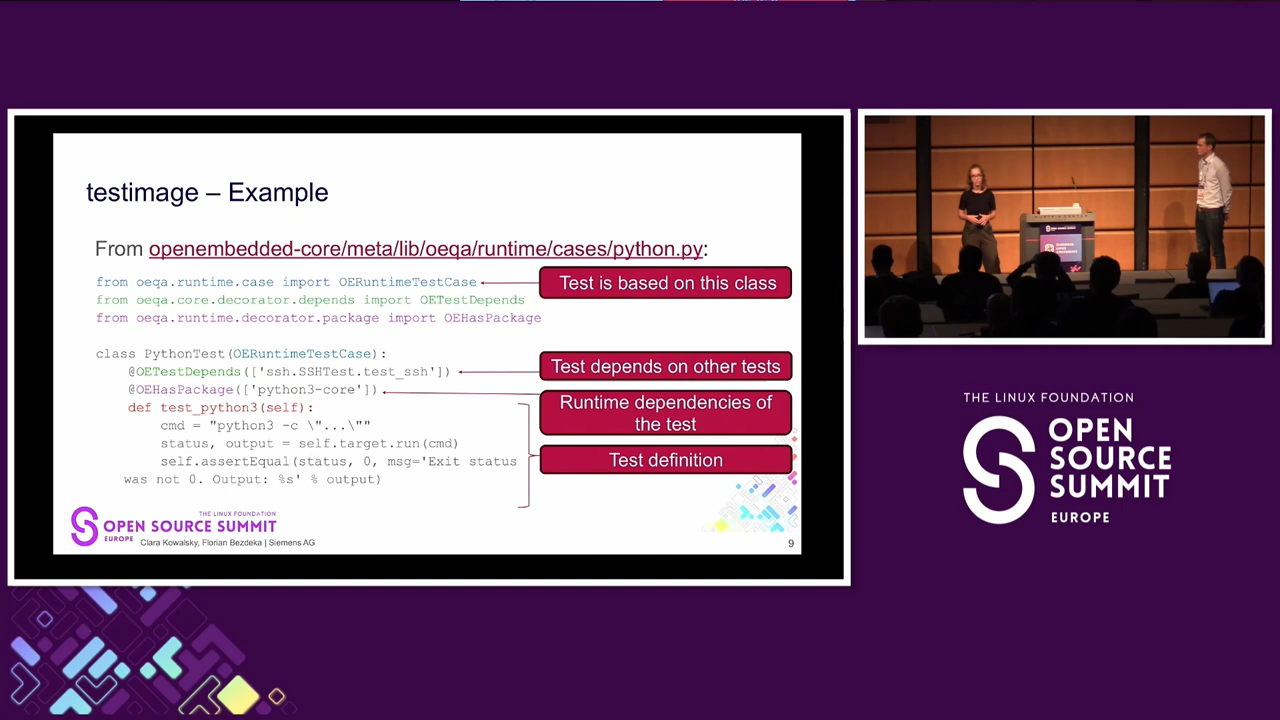 testimage – Example
From openembedded-core/meta/lib/oeqa/runtime/cases/python.py:
from oeqa.runtime.case import OERuntimeTestCase
Test is based on this class
from oeqa.core.decorator.depends import OETestDepends
from oeqa.runtime.decorator.package import OEHasPackage
class PythonTest(OERuntimeTestCase):
@OETestDepends(['ssh.SSHTest.test_ssh'])
Test depends on other tests
@OEHasPackage(['python3-core'])
Runtime dependencies of
the test
def test_python3(self):
cmd = "python3 -c \"...\""
status, output = self.target.run(cmd)
self.assertEqual(status, 0, msg='Exit status
was not 0. Output: %s' % output)
Test definition
THE LINUX FOUNDATION
OPEN SOURCE SUMMIT
EUROPE
Clara Kowalsky, Florian Bezdeka | Siemens AG
9
THE LINUX FOUNDATION
OPEN
SOURCE
SUMMIT
EUROPE